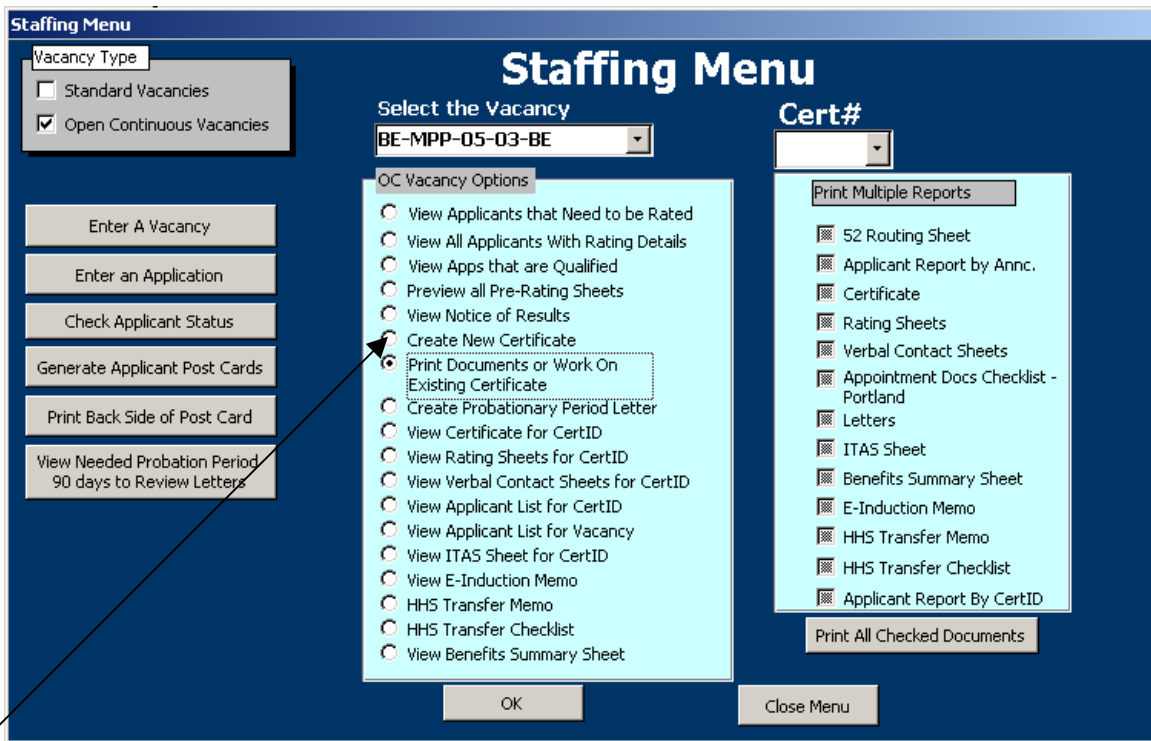 Staffing Menu
Vacancy Type
Standard Vacancies
Open Continuous Vacancies
Enter A Vacancy
Enter an Application
Check Applicant Status
Generate Applicant Post Cards
Print Back Side of Post Card
View Needed Probation Period
90 days to Review Letters
Staffing Menu
Select the Vacancy
BE-MPP-05-03-BE
OC Vacancy Options
View Applicants that Need to be Rated
View All Applicants With Rating Details
View Apps that are Qualified
Preview all Pre-Rating Sheets
View Notice of Results
Create New Certificate
Print Documents or Work On
Existing Certificate
Create Probationary Period Letter
View Certificate for CertID
View Rating Sheets for CertID
View Verbal Contact Sheets for CertID
View Applicant List for CertID
View Applicant List for Vacancy
View ITAS Sheet for CertID
View E-Induction Memo
HHS Transfer Memo
HHS Transfer Checklist
View Benefits Summary Sheet
OK
Cert#
Print Multiple Reports
52 Routing Sheet
Applicant Report by Annc.
Certificate
Rating Sheets
Verbal Contact Sheets
Appointment Docs Checklist -
Portland
Letters
ITAS Sheet
Benefits Summary Sheet
E-Induction Memo
HHS Transfer Memo
HHS Transfer Checklist
Applicant Report By CertID
Print All Checked Documents
Close Menu